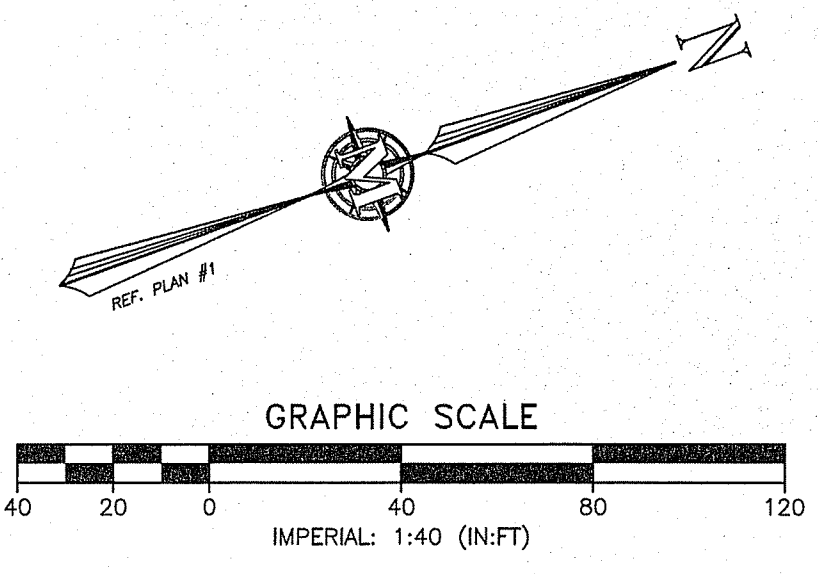 N
REF. PLAN #1
GRAPHIC SCALE
40 20 0 40 80 120
IMPERIAL: 1:40 (IN:FT)